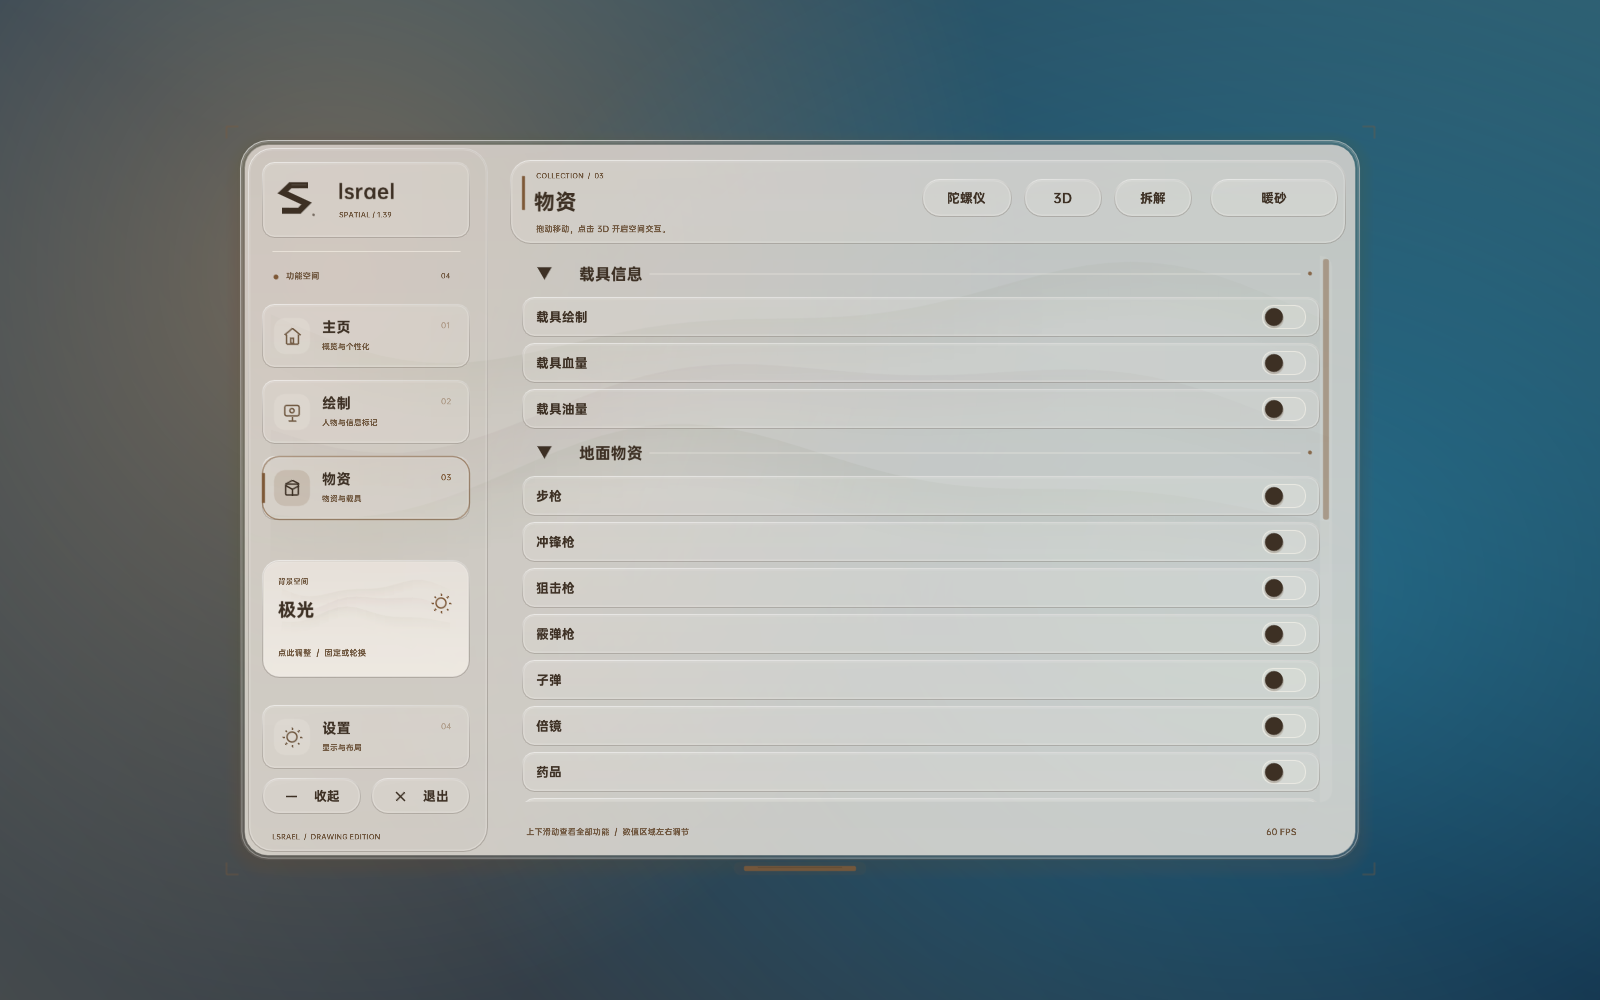 lsrael
SPATIAL / 1.39
功能空间
04
主页
01
概览与个性化
绘制
02
人物与信息标记
物资
03
物资与载具
背景空间
极光
点此调整 / 固定或轮换
设置
04
显示与布局
收起
退出
LSRAEL / DRAWING EDITION
COLLECTION / 03
物资
拖动移动，点击 3D 开启空间交互。
陀螺仪
3D
拆解
暖砂
载具信息
载具绘制
载具血量
载具油量
地面物资
步枪
冲锋枪
狙击枪
霰弹枪
子弹
倍镜
药品
上下滑动查看全部功能 / 数值区域左右调节
60 FPS